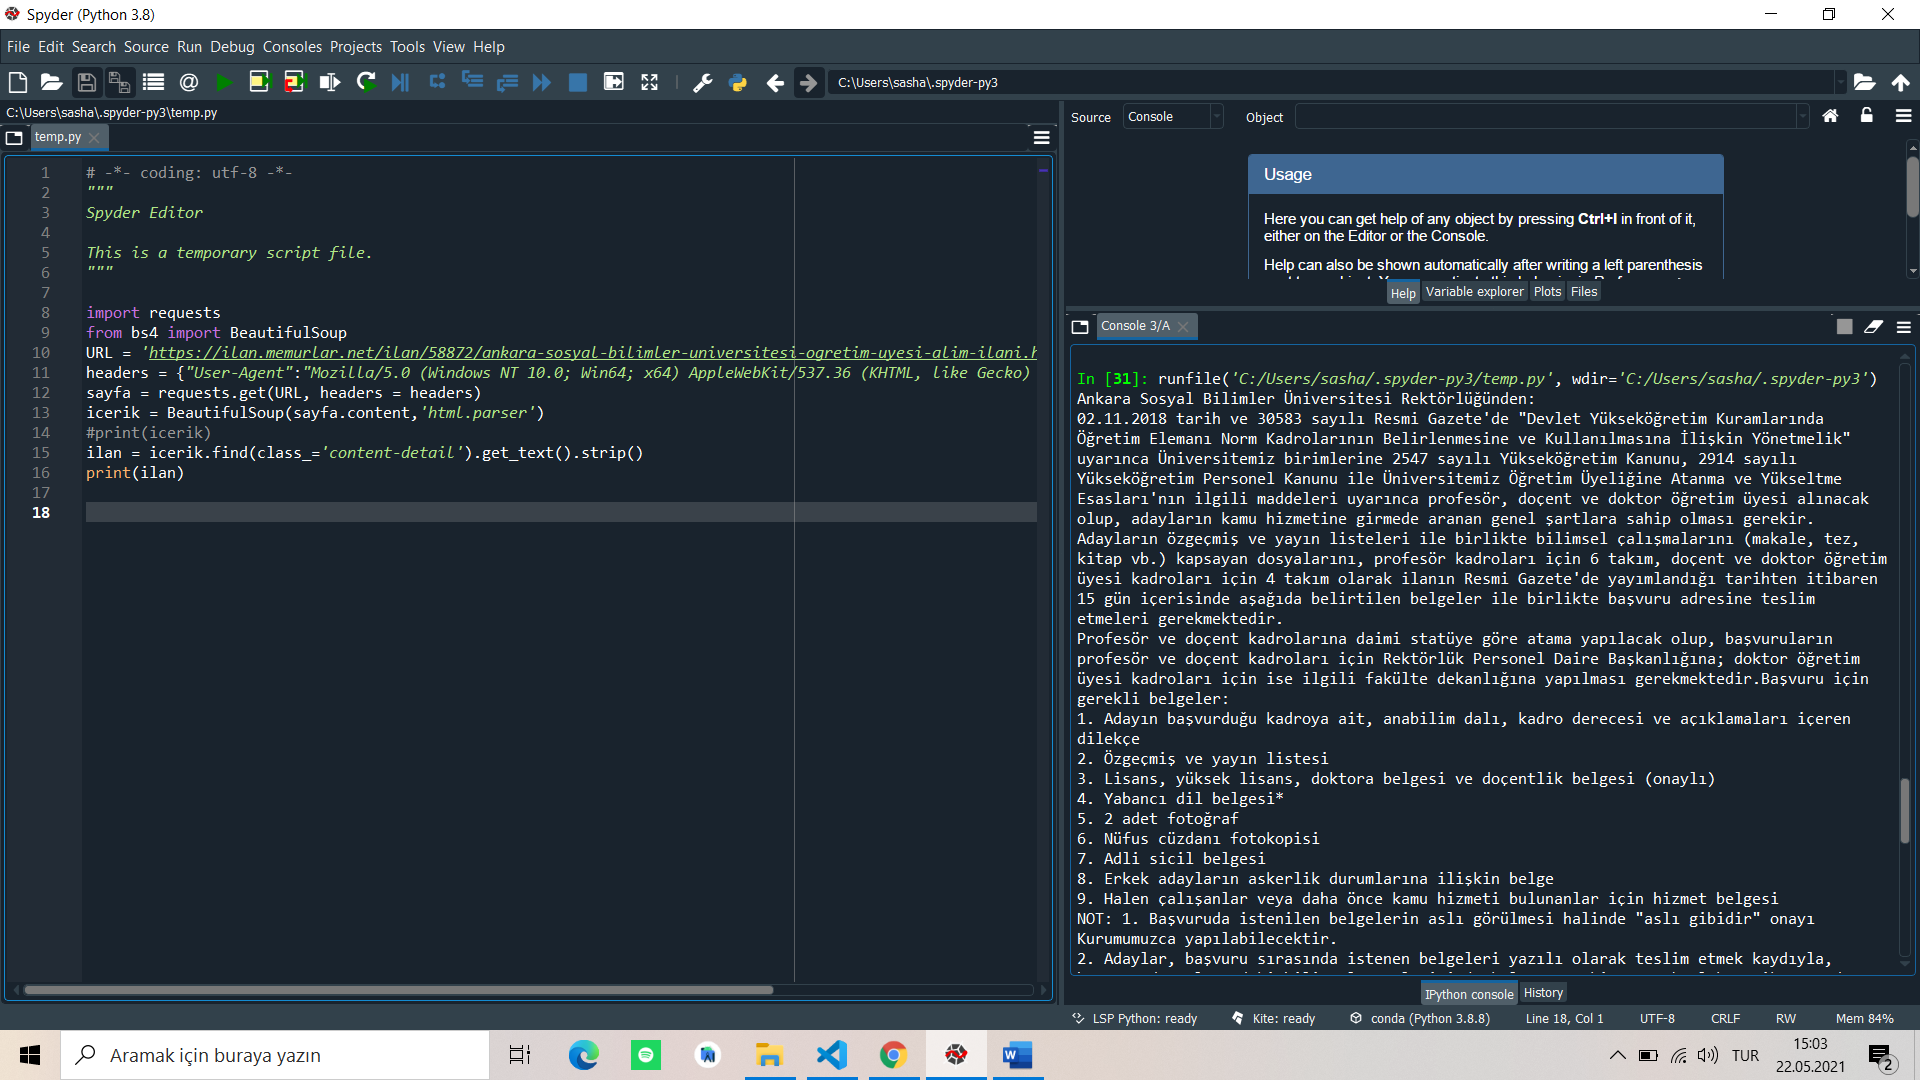 Spyder (Python 3.8)
File Edit Search Source Run Debug Consoles Projects Tools View Help
C:\Users\sasha\.spyder-py3
C:\Users\sasha\.spyder-py3\temp.py
temp.py
1 # -*- coding: utf-8 -*-
2 """
3 Spyder Editor
4
5 This is a temporary script file.
6 """
7
8 import requests
9 from bs4 import BeautifulSoup
10 URL = 'https://ilan.memurlar.net/ilan/58872/ankara-sosyal-bilimler-universitesi-ogretim-uyesi-alim-ilani.h
11 headers = {"User-Agent":"Mozilla/5.0 (Windows NT 10.0; Win64; x64) AppleWebKit/537.36 (KHTML, like Gecko)
12 sayfa = requests.get(URL, headers = headers)
13 icerik = BeautifulSoup(sayfa.content,'html.parser')
14 #print(icerik)
15 ilan = icerik.find(class_='content-detail').get_text().strip()
16 print(ilan)
17
18
Source Console Object
Usage
Here you can get help of any object by pressing Ctrl+I in front of it,
either on the Editor or the Console.
Help can also be shown automatically after writing a left parenthesis
Help Variable explorer Plots Files
Console 3/A
In [31]: runfile('C:/Users/sasha/.spyder-py3/temp.py', wdir='C:/Users/sasha/.spyder-py3')
Ankara Sosyal Bilimler Üniversitesi Rektörlüğünden:
02.11.2018 tarih ve 30583 sayılı Resmi Gazete'de "Devlet Yükseköğretim Kuramlarında
Öğretim Elemanı Norm Kadrolarının Belirlenmesine ve Kullanılmasına İlişkin Yönetmelik"
uyarınca Üniversitemiz birimlerine 2547 sayılı Yükseköğretim Kanunu, 2914 sayılı
Yükseköğretim Personel Kanunu ile Üniversitemiz Öğretim Üyeliğine Atanma ve Yükseltme
Esasları'nın ilgili maddeleri uyarınca profesör, doçent ve doktor öğretim üyesi alınacak
olup, adayların kamu hizmetine girmede aranan genel şartlara sahip olması gerekir.
Adayların özgeçmiş ve yayın listeleri ile birlikte bilimsel çalışmalarını (makale, tez,
kitap vb.) kapsayan dosyalarını, profesör kadroları için 6 takım, doçent ve doktor öğretim
üyesi kadroları için 4 takım olarak ilanın Resmi Gazete'de yayımlandığı tarihten itibaren
15 gün içerisinde aşağıda belirtilen belgeler ile birlikte başvuru adresine teslim
etmeleri gerekmektedir.
Profesör ve doçent kadrolarına daimi statüye göre atama yapılacak olup, başvuruların
profesör ve doçent kadroları için Rektörlük Personel Daire Başkanlığına; doktor öğretim
üyesi kadroları için ise ilgili fakülte dekanlığına yapılması gerekmektedir.Başvuru için
gerekli belgeler:
1. Adayın başvurduğu kadroya ait, anabilim dalı, kadro derecesi ve açıklamaları içeren
dilekçe
2. Özgeçmiş ve yayın listesi
3. Lisans, yüksek lisans, doktora belgesi ve doçentlik belgesi (onaylı)
4. Yabancı dil belgesi*
5. 2 adet fotoğraf
6. Nüfus cüzdanı fotokopisi
7. Adli sicil belgesi
8. Erkek adayların askerlik durumlarına ilişkin belge
9. Halen çalışanlar veya daha önce kamu hizmeti bulunanlar için hizmet belgesi
NOT: 1. Başvuruda istenilen belgelerin aslı görülmesi halinde "aslı gibidir" onayı
Kurumumuzca yapılabilecektir.
2. Adaylar, başvuru sırasında istenen belgeleri yazılı olarak teslim etmek kaydıyla,
IPython console History
LSP Python: ready Kite: ready conda (Python 3.8.8) Line 18, Col 1 UTF-8 CRLF RW Mem 84%
Aramak için buraya yazın
TUR
15:03
22.05.2021
2